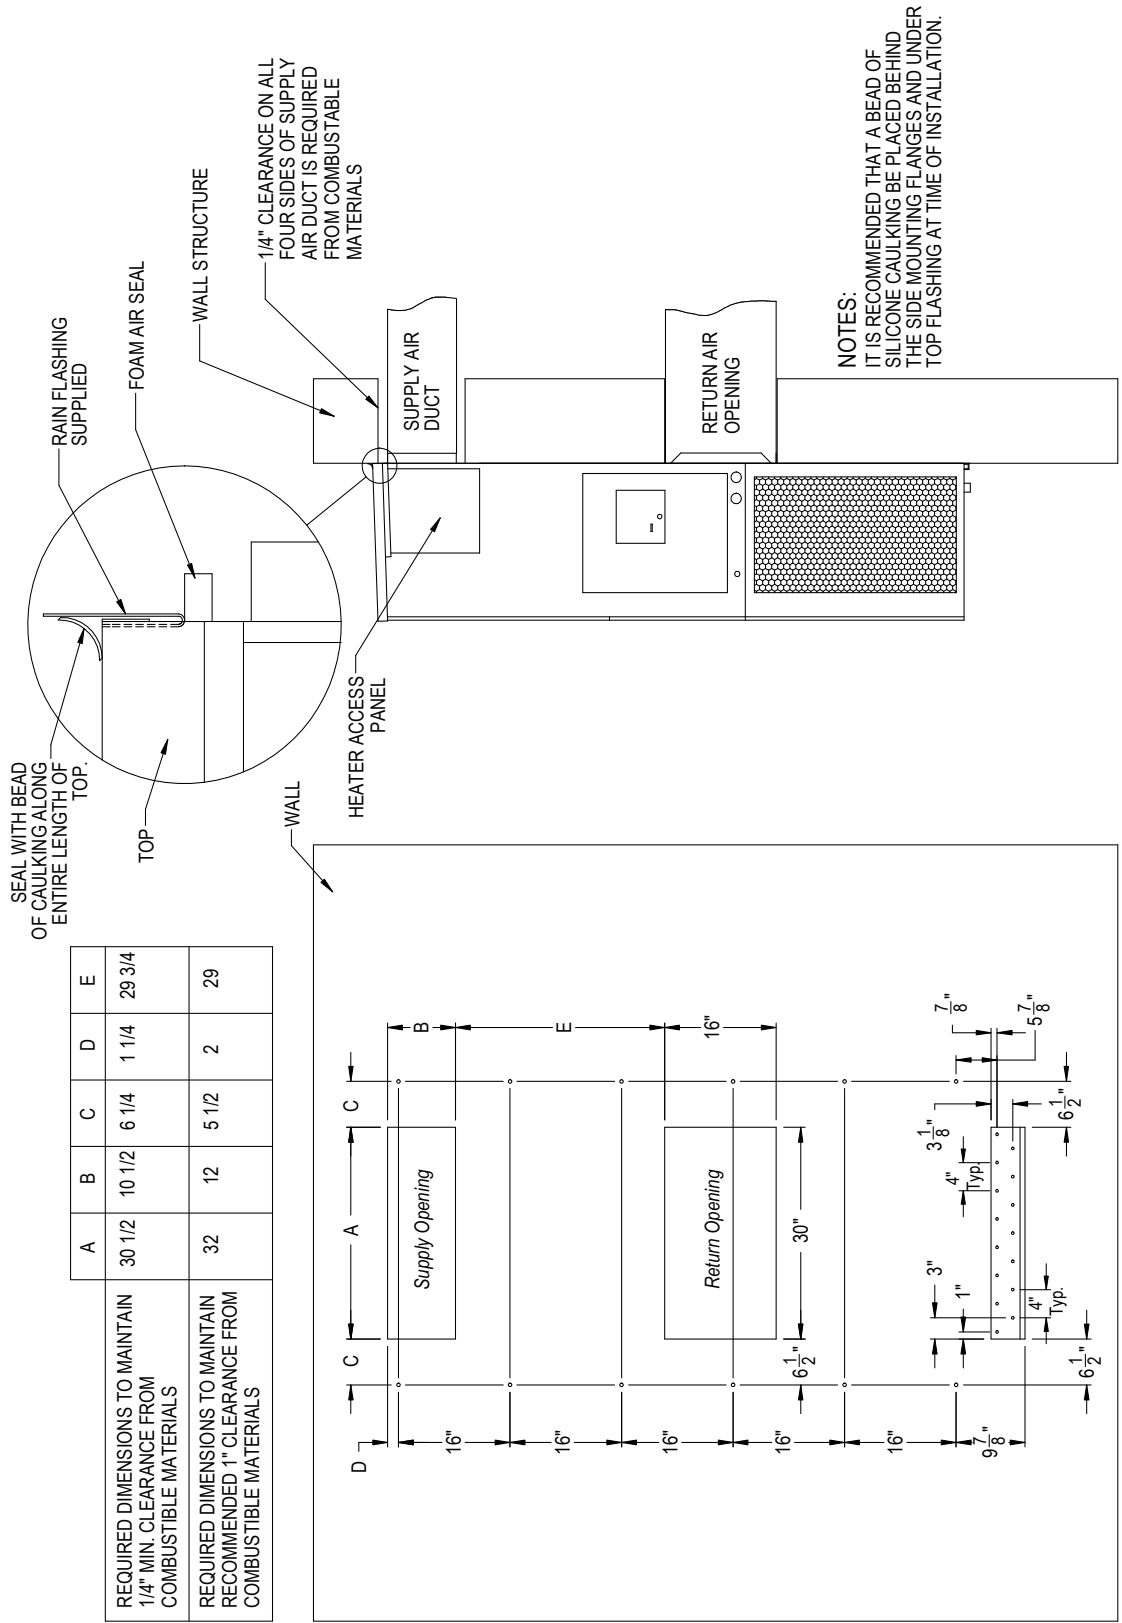 SEAL WITH BEAD
OF CAULKING ALONG
ENTIRE LENGTH OF
TOP.
RAIN FLASHING
SUPPLIED
FOAM AIR SEAL
WALL STRUCTURE
1/4" CLEARANCE ON ALL
FOUR SIDES OF SUPPLY
AIR DUCT IS REQUIRED
FROM COMBUSTABLE
MATERIALS
TOP
HEATER ACCESS
PANEL
SUPPLY AIR
DUCT
RETURN AIR
OPENING
NOTES:
IT IS RECOMMENDED THAT A BEAD OF
SILICONE CAULKING BE PLACED BEHIND
THE SIDE MOUNTING FLANGES AND UNDER
TOP FLASHING AT TIME OF INSTALLATION.
A B C D E
REQUIRED DIMENSIONS TO MAINTAIN
1/4" MIN. CLEARANCE FROM
COMBUSTIBLE MATERIALS
30 1/2 10 1/2 6 1/4 1 1/4 29 3/4
REQUIRED DIMENSIONS TO MAINTAIN
RECOMMENDED 1" CLEARANCE FROM
COMBUSTIBLE MATERIALS
32 12 5 1/2 2 29
WALL
C A C
D
B
Supply Opening
16"
E
16"
16"
16"
Return Opening
16"
6 1/2"
30"
16"
3"
1"
4"
Typ.
3 1/8"
7/8"
5 7/8"
9 7/8"
4"
Typ.
6 1/2"
6 1/2"